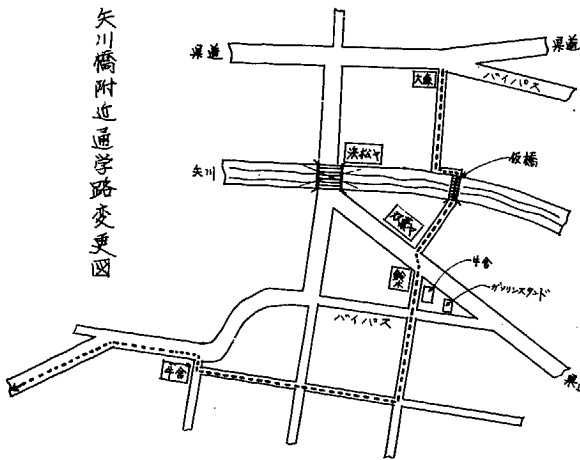 矢川橋附近通学路変更図
県道
県道
大森
バイパス
浜松ヤ
矢川
仮橋
鈴木
牛舎
ガソリンスタンド
バイパス
牛舎